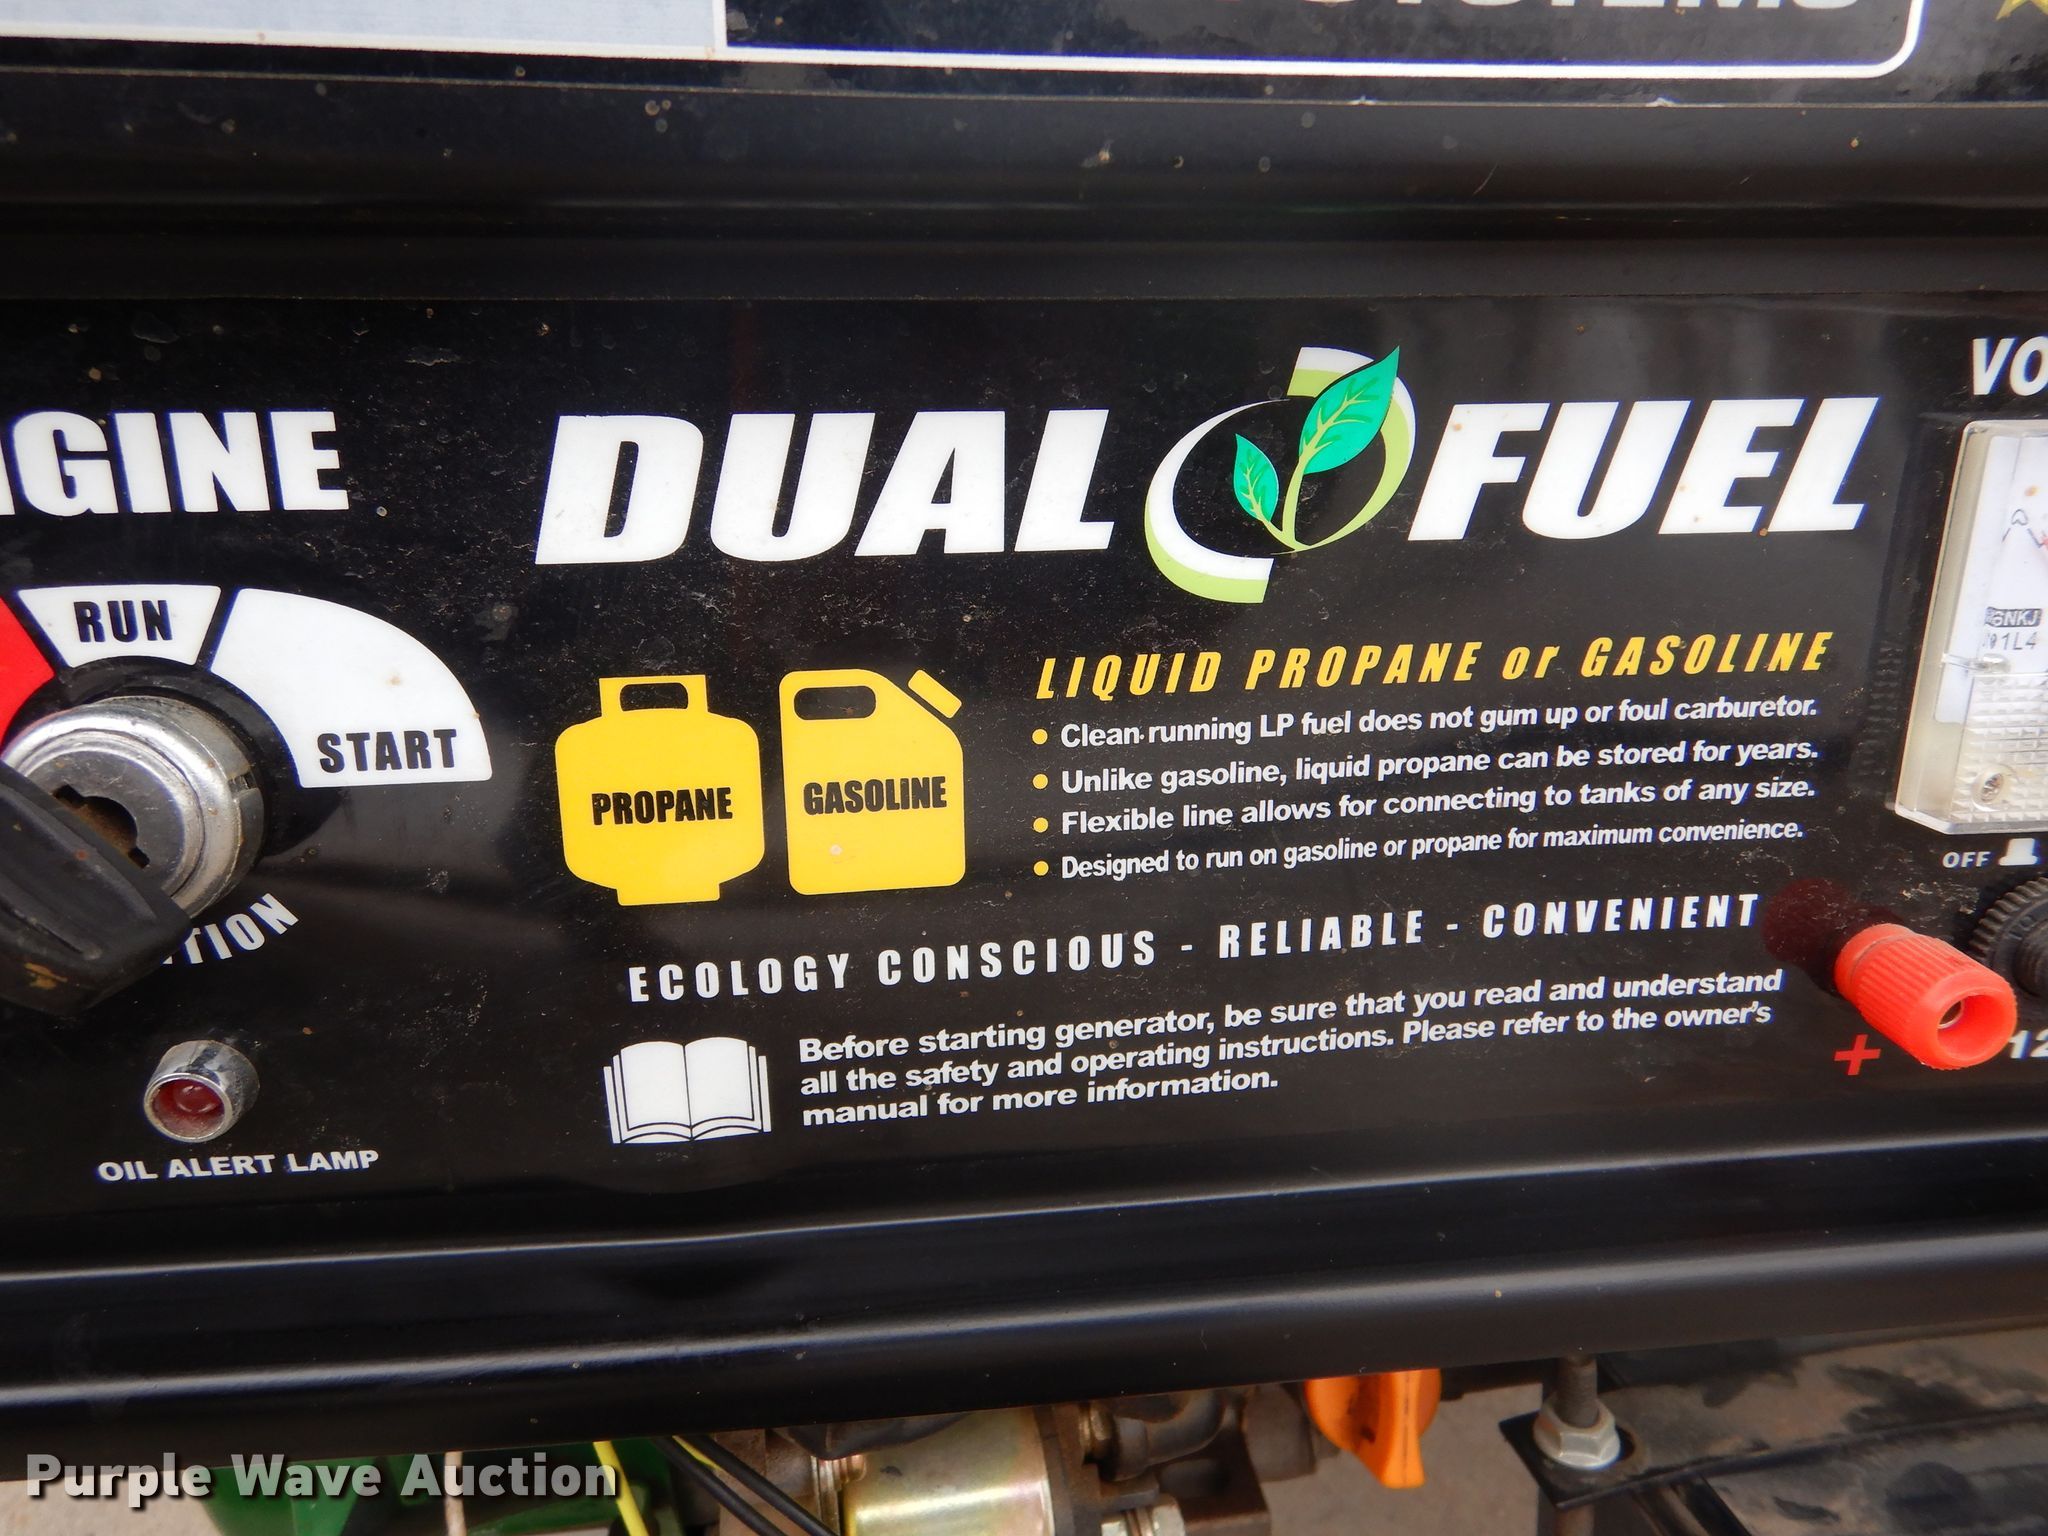 NGINE
DUAL FUEL
RUN
START
OIL ALERT LAMP
PROPANE
GASOLINE
LIQUID PROPANE or GASOLINE
• Clean running LP fuel does not gum up or foul carburetor.
• Unlike gasoline, liquid propane can be stored for years.
• Flexible line allows for connecting to tanks of any size.
• Designed to run on gasoline or propane for maximum convenience.
ECOLOGY CONSCIOUS - RELIABLE - CONVENIENT
Before starting generator, be sure that you read and understand
all the safety and operating instructions. Please refer to the owner's
manual for more information.
VO
OFF
+
12
Purple Wave Auction